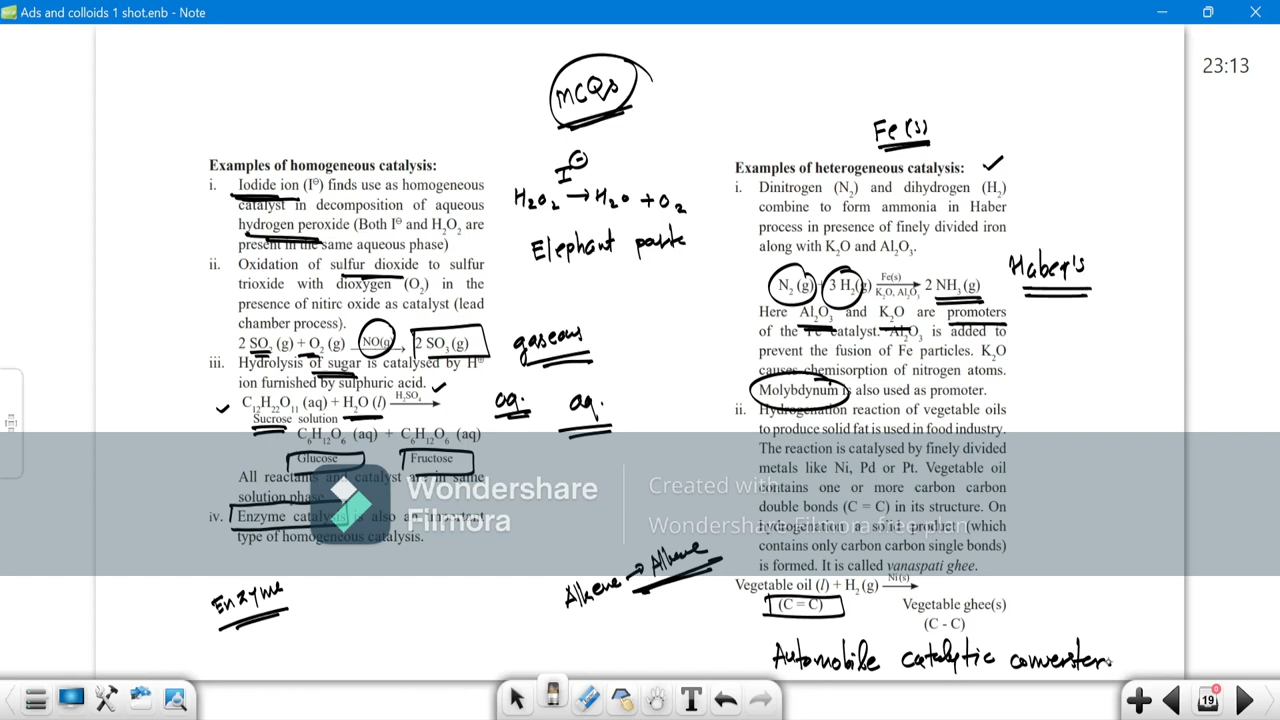 Ads and colloids 1 shot.enb - Note
23:13
MCQs
Fe(s)
Examples of homogeneous catalysis:
i. Iodide ion (I⊖) finds use as homogeneous
catalyst in decomposition of aqueous
hydrogen peroxide (Both I⊖ and H₂O₂ are
present in the same aqueous phase)
ii. Oxidation of sulfur dioxide to sulfur
trioxide with dioxygen (O₂) in the
presence of nitirc oxide as catalyst (lead
chamber process).
2 SO₂ (g) + O₂ (g) NO(g)→ 2 SO₃ (g)
iii. Hydrolysis of sugar is catalysed by H⊕
ion furnished by sulphuric acid.
C₁₂H₂₂O₁₁ (aq) + H₂O (l) H₂SO₄→
Sucrose solution
C₆H₁₂O₆ (aq) + C₆H₁₂O₆ (aq)
Glucose Fructose
All reactants and catalyst are in same
solution phase
iv. Enzyme catalysis is also an important
type of homogeneous catalysis.
Enzyme
I⊖
H₂O₂ → H₂O + O₂
Elephant paste
gaseous
aq. aq.
Alkene → Alkane
Examples of heterogeneous catalysis:
i. Dinitrogen (N₂) and dihydrogen (H₂)
combine to form ammonia in Haber
process in presence of finely divided iron
along with K₂O and Al₂O₃.
Haber's
N₂ (g) + 3 H₂(g) Fe(s)→ K₂O, Al₂O₃ 2 NH₃ (g)
Here Al₂O₃ and K₂O are promoters
of the Fe catalyst. Al₂O₃ is added to
prevent the fusion of Fe particles. K₂O
causes chemisorption of nitrogen atoms.
Molybdynum is also used as promoter.
ii. Hydrogenation reaction of vegetable oils
to produce solid fat is used in food industry.
The reaction is catalysed by finely divided
metals like Ni, Pd or Pt. Vegetable oil
contains one or more carbon carbon
double bonds (C = C) in its structure. On
hydrogenation a solid product (which
contains only carbon carbon single bonds)
is formed. It is called vanaspati ghee.
Vegetable oil (l) + H₂ (g) Ni(s)→
(C = C) Vegetable ghee(s)
(C - C)
Automobile catalytic converter
Wondershare
Filmora
Created with
Wondershare Filmora free plan
T
19